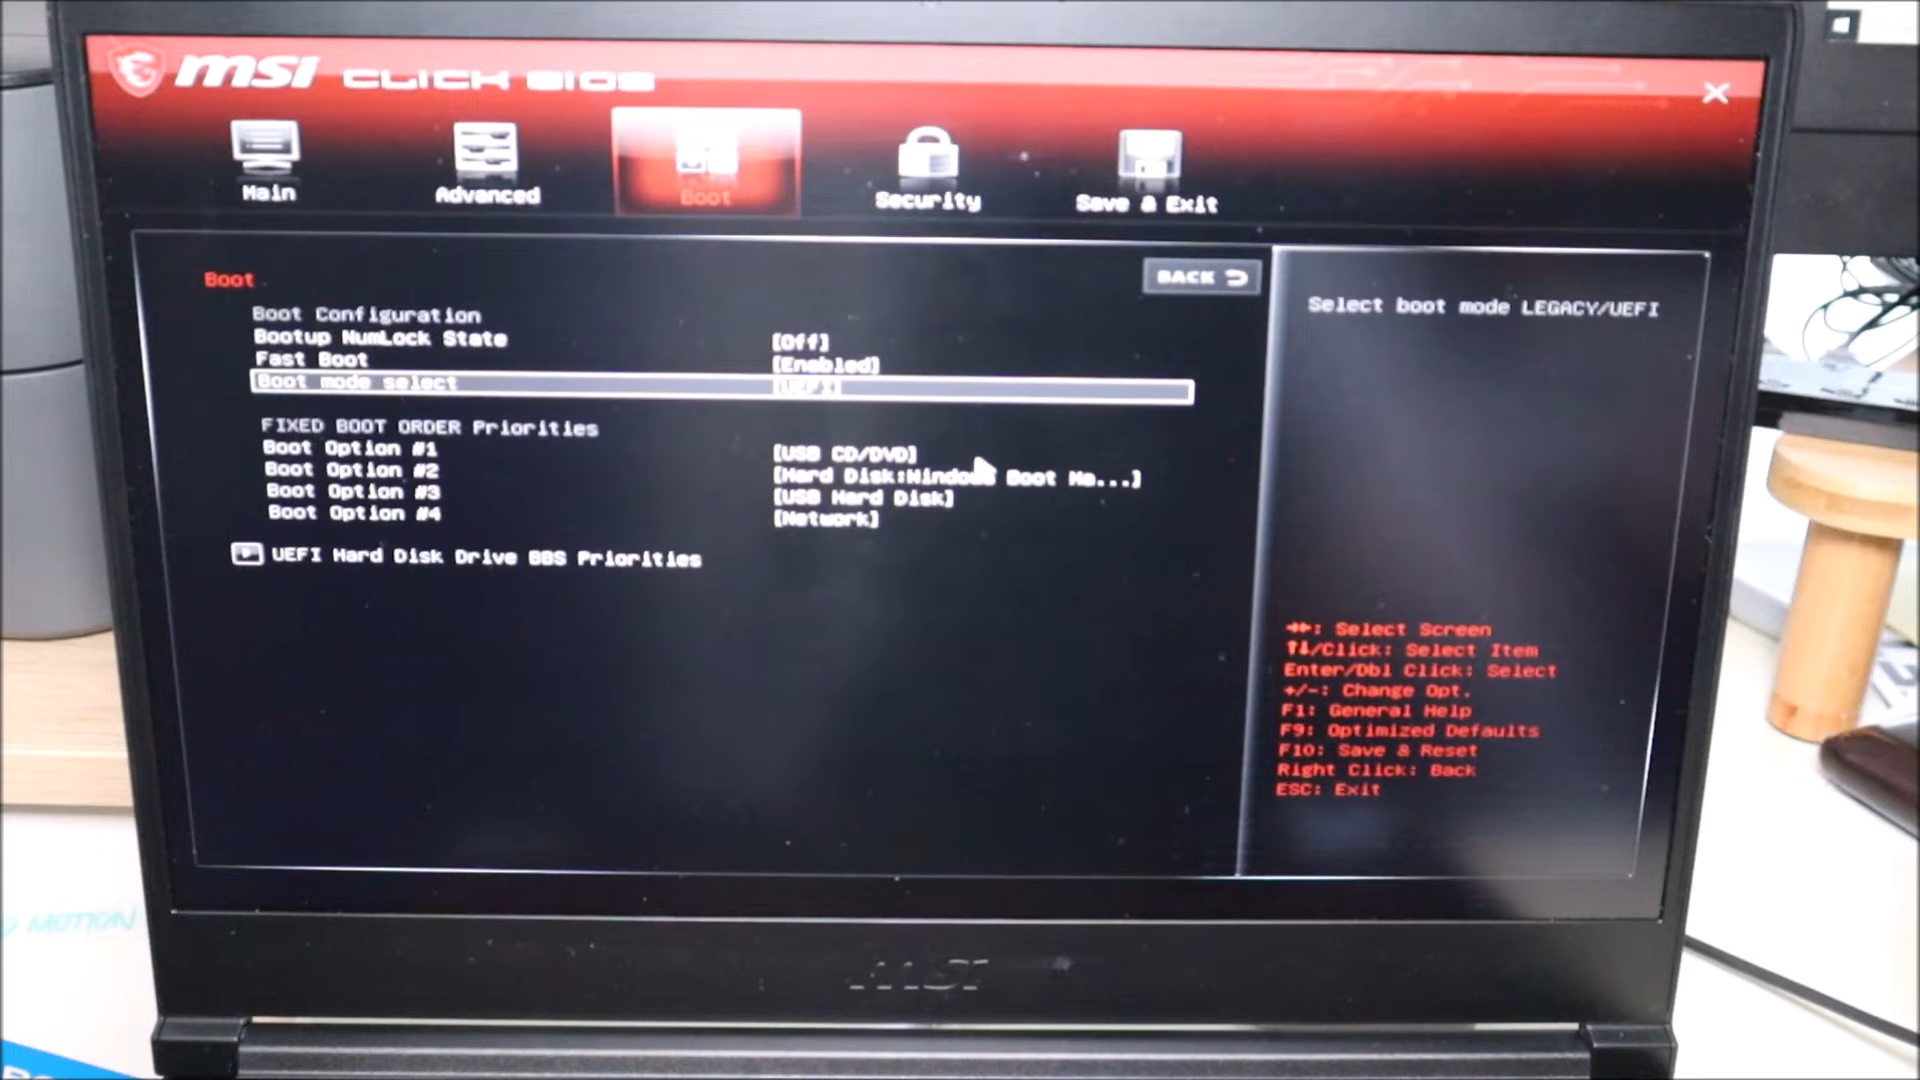 msi CLICK BIOS
Main
Advanced
Boot
Security
Save & Exit
Boot
BACK
Boot Configuration
Bootup NumLock State [Off]
Fast Boot [Enabled]
Boot mode select [UEFI]
FIXED BOOT ORDER Priorities
Boot Option #1 [USB CD/DVD]
Boot Option #2 [Hard Disk:Windows Boot Ma...]
Boot Option #3 [USB Hard Disk]
Boot Option #4 [Network]
UEFI Hard Disk Drive BBS Priorities
Select boot mode LEGACY/UEFI
→←: Select Screen
↑↓/Click: Select Item
Enter/Dbl Click: Select
+/-: Change Opt.
F1: General Help
F9: Optimized Defaults
F10: Save & Reset
Right Click: Back
ESC: Exit
MOTION
msi